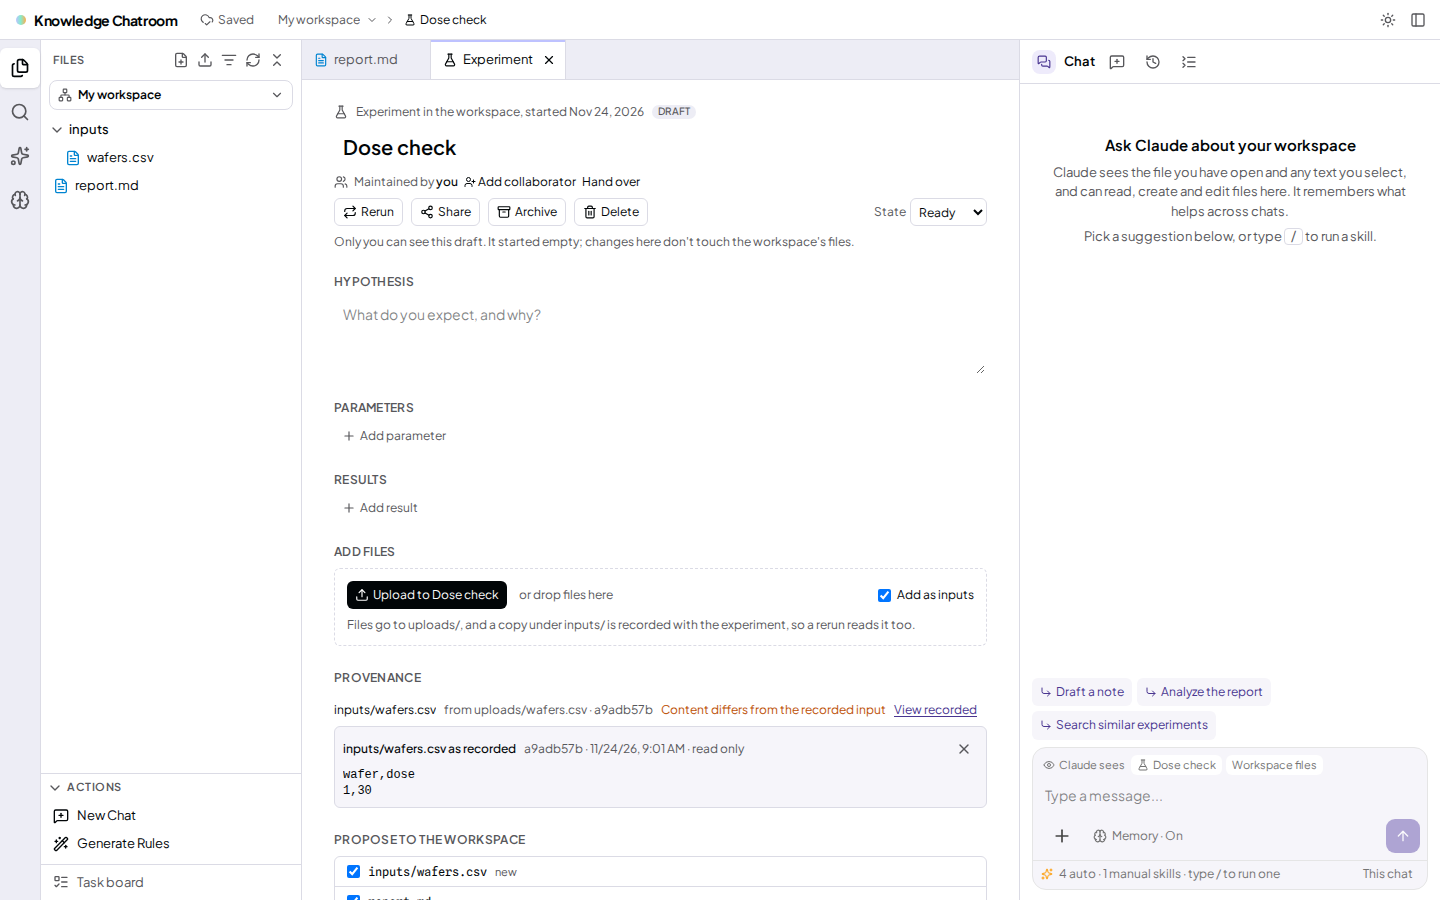 Knowledge Chatroom
Saved
My workspace
Dose check
FILES
My workspace
inputs
wafers.csv
report.md
ACTIONS
New Chat
Generate Rules
Task board
report.md
Experiment
Experiment in the workspace, started Nov 24, 2026
DRAFT
Dose check
Maintained by you
Add collaborator
Hand over
Rerun
Share
Archive
Delete
State
Ready
Only you can see this draft. It started empty; changes here don't touch the workspace's files.
HYPOTHESIS
What do you expect, and why?
PARAMETERS
Add parameter
RESULTS
Add result
ADD FILES
Upload to Dose check
or drop files here
Add as inputs
Files go to uploads/, and a copy under inputs/ is recorded with the experiment, so a rerun reads it too.
PROVENANCE
inputs/wafers.csv from uploads/wafers.csv · a9adb57b Content differs from the recorded input View recorded
inputs/wafers.csv as recorded a9adb57b · 11/24/26, 9:01 AM · read only
wafer,dose
1,30
PROPOSE TO THE WORKSPACE
inputs/wafers.csv new
report.md
Chat
Ask Claude about your workspace
Claude sees the file you have open and any text you select,
and can read, create and edit files here. It remembers what
helps across chats.
Pick a suggestion below, or type / to run a skill.
Draft a note
Analyze the report
Search similar experiments
Claude sees
Dose check
Workspace files
Type a message...
Memory · On
4 auto · 1 manual skills · type / to run one
This chat